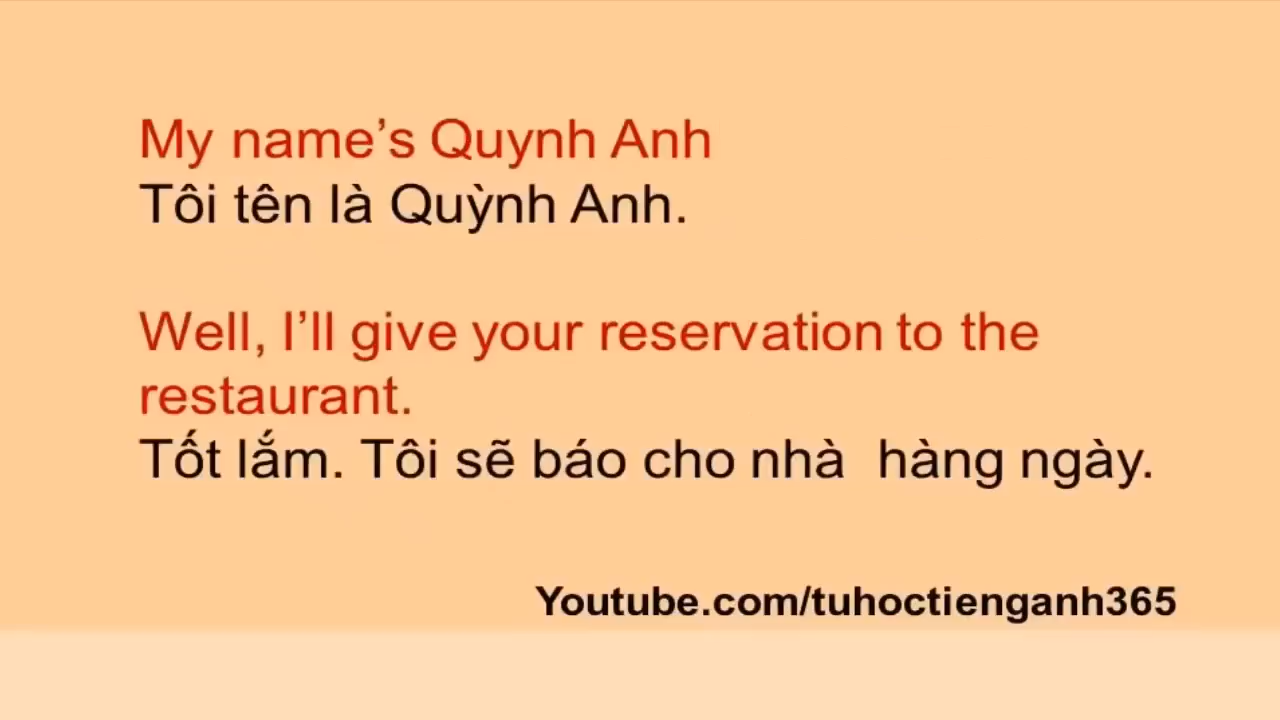 My name’s Quynh Anh
Tôi tên là Quỳnh Anh.
Well, I’ll give your reservation to the
restaurant.
Tốt lắm. Tôi sẽ báo cho nhà  hàng ngày.
Youtube.com/tuhoctienganh365